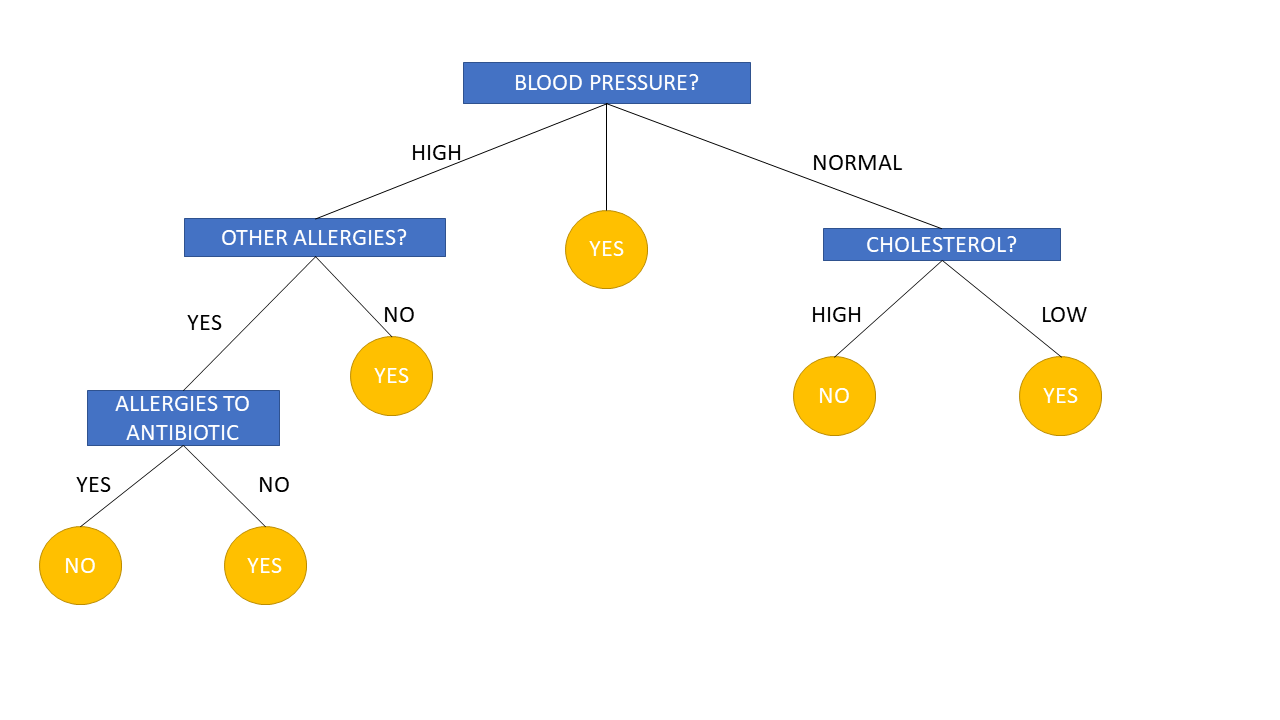 BLOOD PRESSURE?
HIGH
NORMAL
OTHER ALLERGIES?
YES
CHOLESTEROL?
YES
NO
HIGH
LOW
YES
NO
YES
ALLERGIES TO
ANTIBIOTIC
YES
NO
NO
YES